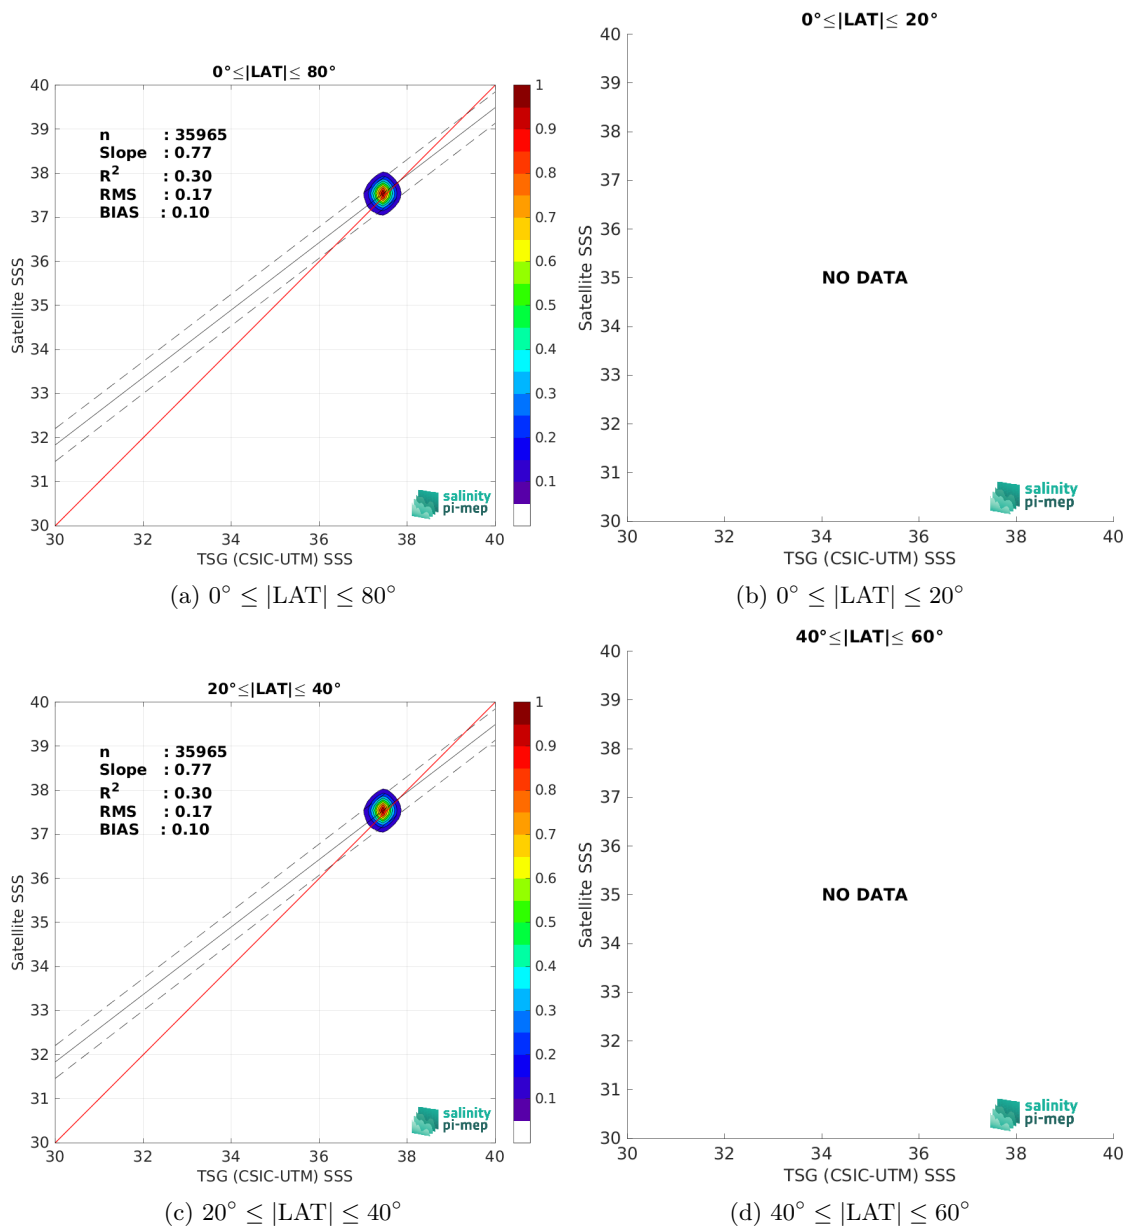 0°≤|LAT|≤ 80°
40
39
38
37
36
35
34
33
32
31
30
Satellite SSS
n : 35965
Slope : 0.77
R² : 0.30
RMS : 0.17
BIAS : 0.10
salinity
pi-mep
30 32 34 36 38 40
TSG (CSIC-UTM) SSS
1
0.9
0.8
0.7
0.6
0.5
0.4
0.3
0.2
0.1
(a) 0° ≤ |LAT| ≤ 80°
0°≤|LAT|≤ 20°
40
39
38
37
36
35
34
33
32
31
30
Satellite SSS
NO DATA
salinity
pi-mep
30 32 34 36 38 40
TSG (CSIC-UTM) SSS
(b) 0° ≤ |LAT| ≤ 20°
20°≤|LAT|≤ 40°
40
39
38
37
36
35
34
33
32
31
30
Satellite SSS
n : 35965
Slope : 0.77
R² : 0.30
RMS : 0.17
BIAS : 0.10
salinity
pi-mep
30 32 34 36 38 40
TSG (CSIC-UTM) SSS
1
0.9
0.8
0.7
0.6
0.5
0.4
0.3
0.2
0.1
(c) 20° ≤ |LAT| ≤ 40°
40°≤|LAT|≤ 60°
40
39
38
37
36
35
34
33
32
31
30
Satellite SSS
NO DATA
salinity
pi-mep
30 32 34 36 38 40
TSG (CSIC-UTM) SSS
(d) 40° ≤ |LAT| ≤ 60°